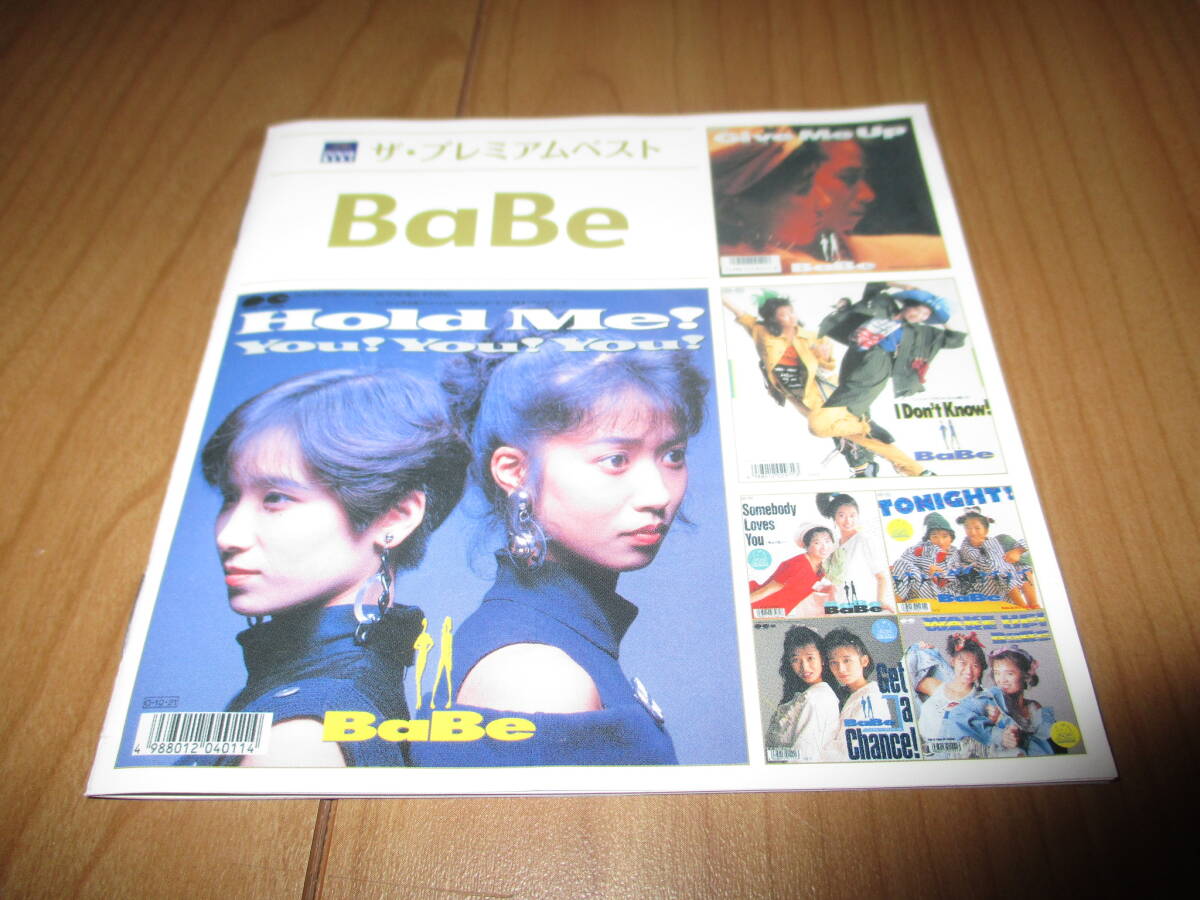 ザ・プレミアムベスト
BaBe
Hold Me!
You! You! You!
BaBe
4 988012 040114
Give Me Up
BaBe
I Don't Know!
BaBe
Somebody
Loves
You
BaBe
TONIGHT!
BaBe
Get
a
BaBe
Chance!
WAKE UP!